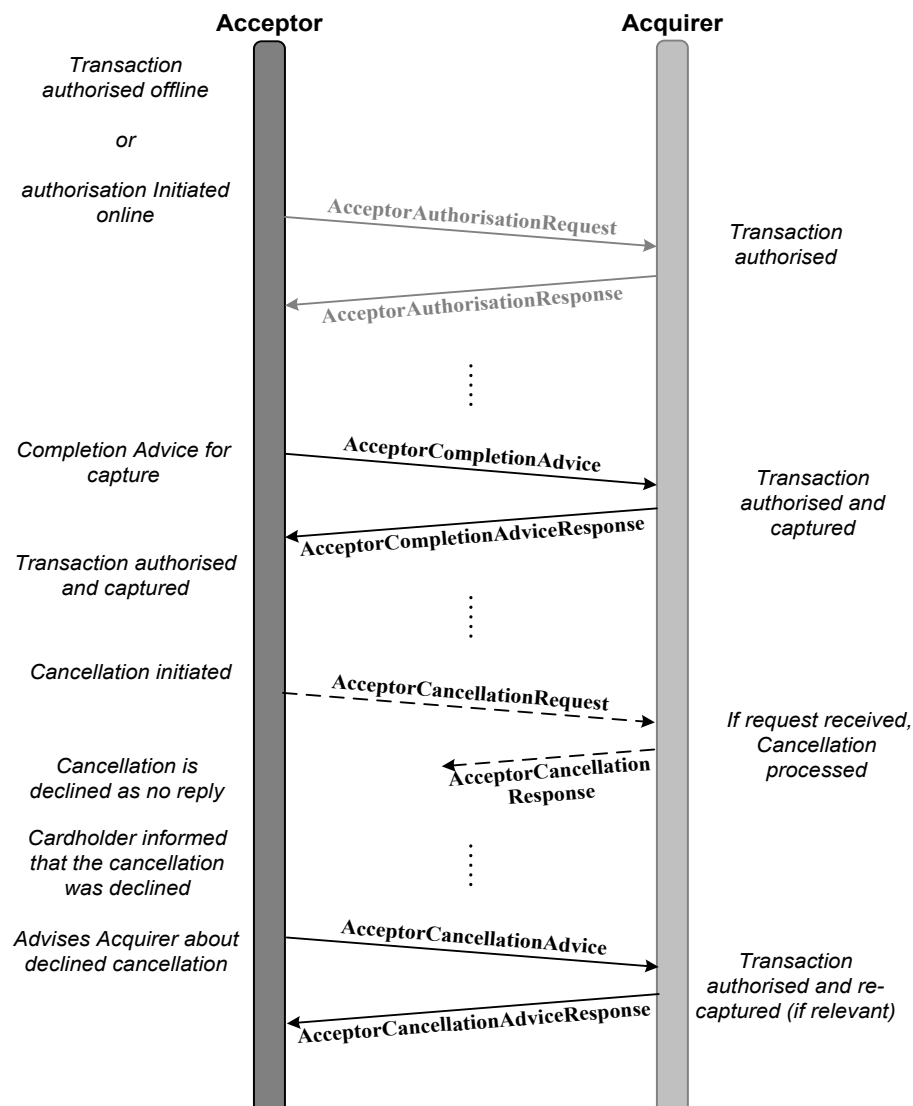 Acceptor
Acquirer
Transaction
authorised offline
or
authorisation Initiated
online
AcceptorAuthorisationRequest
Transaction
authorised
AcceptorAuthorisationResponse
Completion Advice for
capture
AcceptorCompletionAdvice
Transaction
authorised and
captured
AcceptorCompletionAdviceResponse
Transaction authorised
and captured
Cancellation initiated
AcceptorCancellationRequest
If request received,
Cancellation
processed
AcceptorCancellation
Response
Cancellation is
declined as no reply
Cardholder informed
that the cancellation
was declined
Advises Acquirer about
declined cancellation
AcceptorCancellationAdvice
Transaction
authorised and re-
captured (if relevant)
AcceptorCancellationAdviceResponse